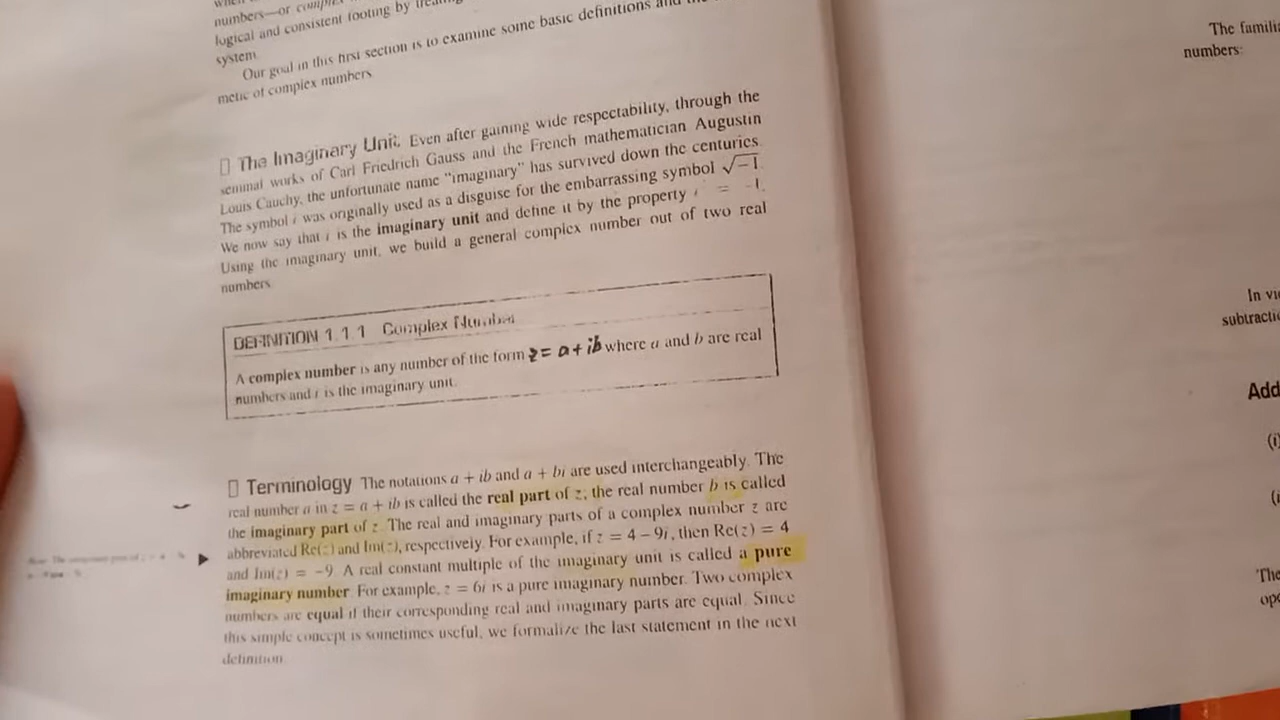 numbers—or
logical and consistent footing by
system.
Our goal in this first section is to examine some basic definitions and the
metic of complex numbers.
▯ The Imaginary Unit Even after gaining wide respectability, through the
seminal works of Carl Friedrich Gauss and the French mathematician Augustin
Louis Cauchy, the unfortunate name “imaginary” has survived down the centuries.
The symbol i was originally used as a disguise for the embarrassing symbol √−1.
We now say that i is the imaginary unit and define it by the property = −1.
Using the imaginary unit, we build a general complex number out of two real
numbers.
DEFINITION 1.1.1 Complex Number
A complex number is any number of the form z = a + ib where a and b are real
numbers and i is the imaginary unit.
▯ Terminology The notations a + ib and a + bi are used interchangeably. The
real number a in z = a + ib is called the real part of z; the real number b is called
the imaginary part of z. The real and imaginary parts of a complex number z are
abbreviated Re(z) and Im(z), respectively. For example, if z = 4 − 9i, then Re(z) = 4
and Im(z) = −9. A real constant multiple of the imaginary unit is called a pure
imaginary number. For example, z = 6i is a pure imaginary number. Two complex
numbers are equal if their corresponding real and imaginary parts are equal. Since
this simple concept is sometimes useful, we formalize the last statement in the next
definition.
The
numbers:
In
Add
The